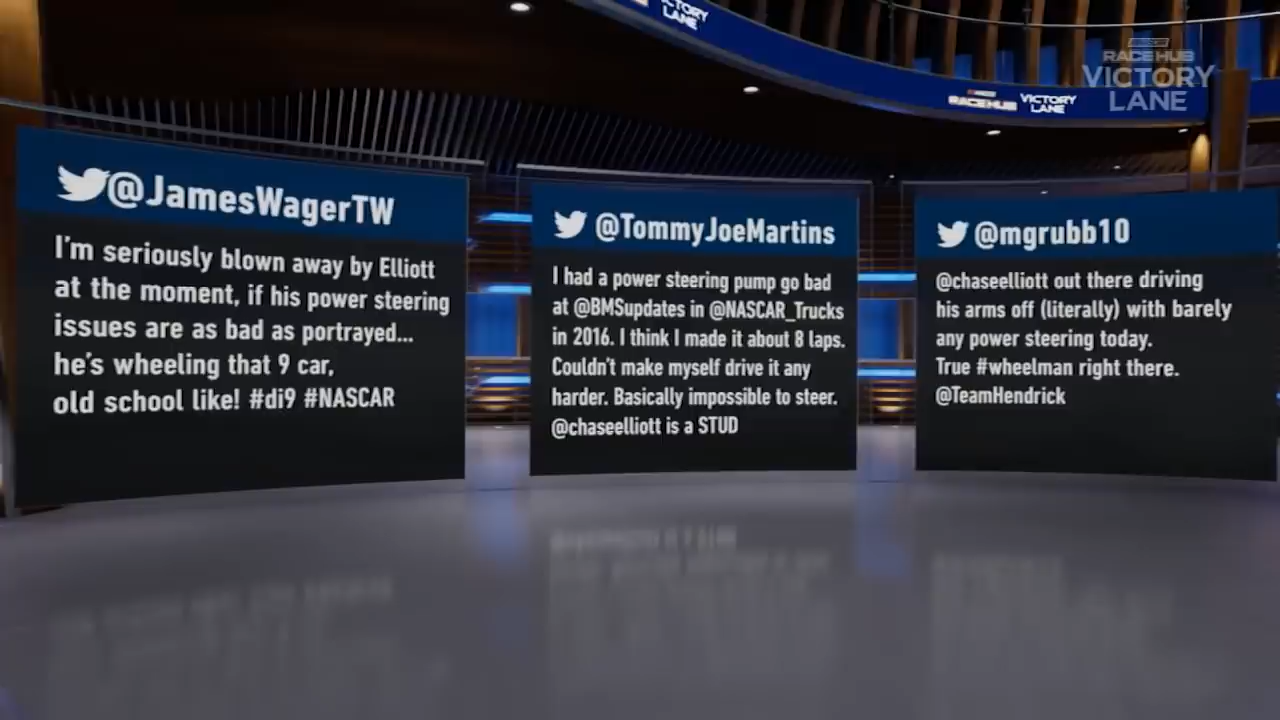 VICTORY
LANE
RACEHUB
VICTORY
LANE
RACEHUB VICTORY
LANE
@JamesWagerTW
I'm seriously blown away by Elliott
at the moment, if his power steering
issues are as bad as portrayed...
he's wheeling that 9 car,
old school like! #di9 #NASCAR
@TommyJoeMartins
I had a power steering pump go bad
at @BMSupdates in @NASCAR_Trucks
in 2016. I think I made it about 8 laps.
Couldn't make myself drive it any
harder. Basically impossible to steer.
@chaseelliott is a STUD
@mgrubb10
@chaseelliott out there driving
his arms off (literally) with barely
any power steering today.
True #wheelman right there.
@TeamHendrick